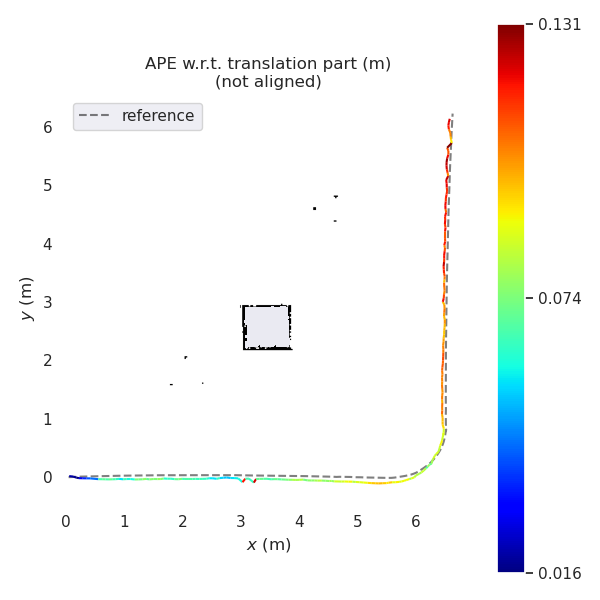 APE w.r.t. translation part (m)
(not aligned)
reference
0.131
0.074
0.016
y (m)
6
5
4
3
2
1
0
0 1 2 3 4 5 6
x (m)